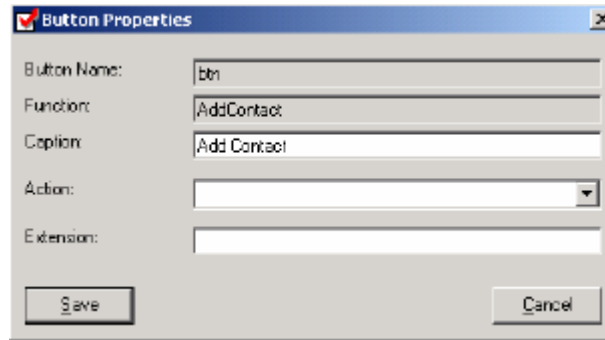 Button Properties
Button Name: btn
Function: AddContact
Caption: Add Contact
Action:
Extension:
Save Cancel